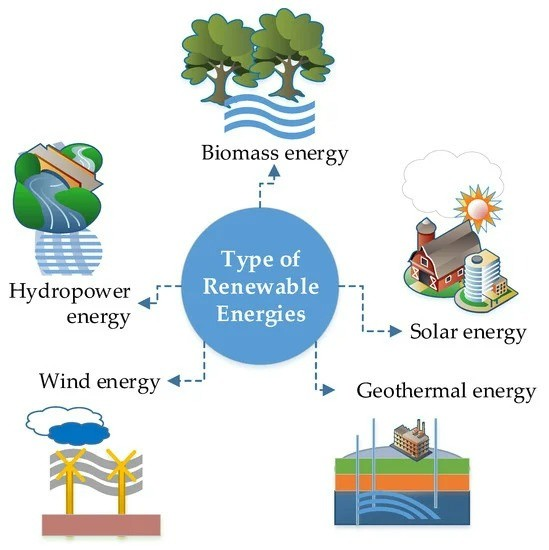 Biomass energy
Type of
Renewable
Energies
Hydropower
energy
Solar energy
Wind energy
Geothermal energy